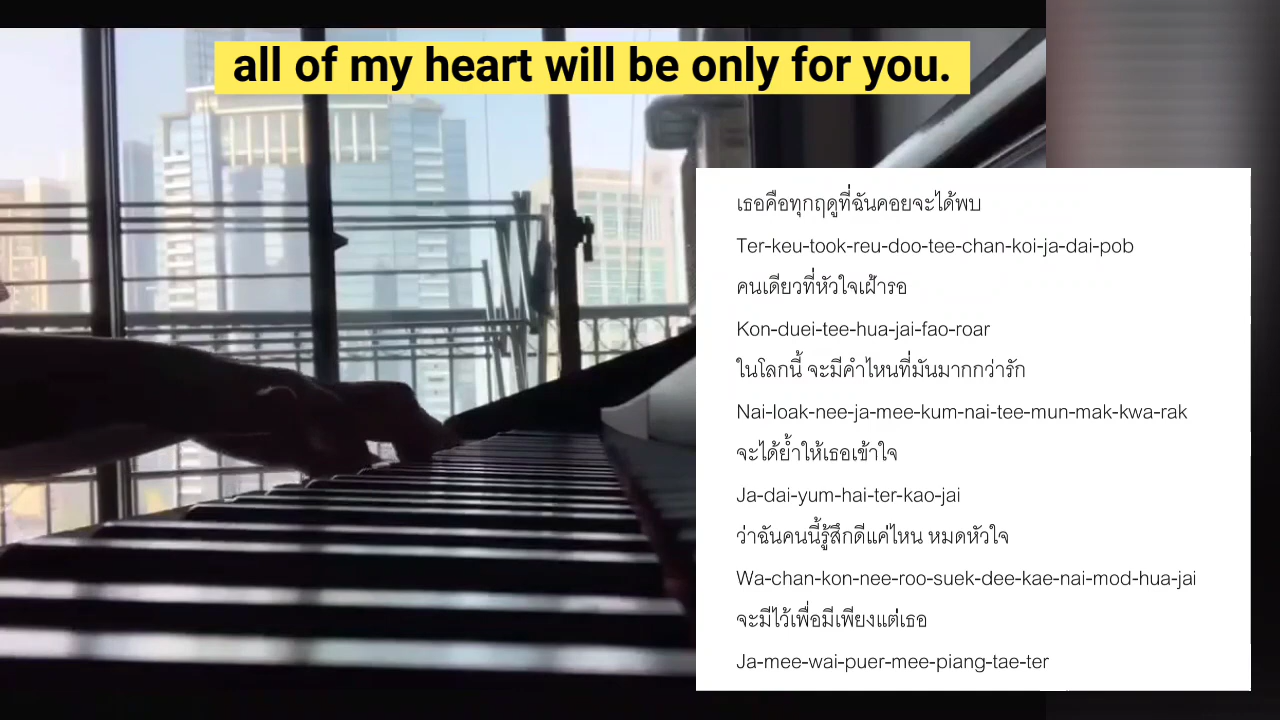 all of my heart will be only for you.
เธอคือทุกฤดูที่ฉันคอยจะได้พบ
Ter-keu-took-reu-doo-tee-chan-koi-ja-dai-pob
คนเดียวที่หัวใจเฝ้ารอ
Kon-duei-tee-hua-jai-fao-roar
ในโลกนี้ จะมีคำไหนที่มันมากกว่ารัก
Nai-loak-nee-ja-mee-kum-nai-tee-mun-mak-kwa-rak
จะได้ย้ำให้เธอเข้าใจ
Ja-dai-yum-hai-ter-kao-jai
ว่าฉันคนนี้รู้สึกดีแค่ไหน หมดหัวใจ
Wa-chan-kon-nee-roo-suek-dee-kae-nai-mod-hua-jai
จะมีไว้เพื่อมีเพียงแต่เธอ
Ja-mee-wai-puer-mee-piang-tae-ter